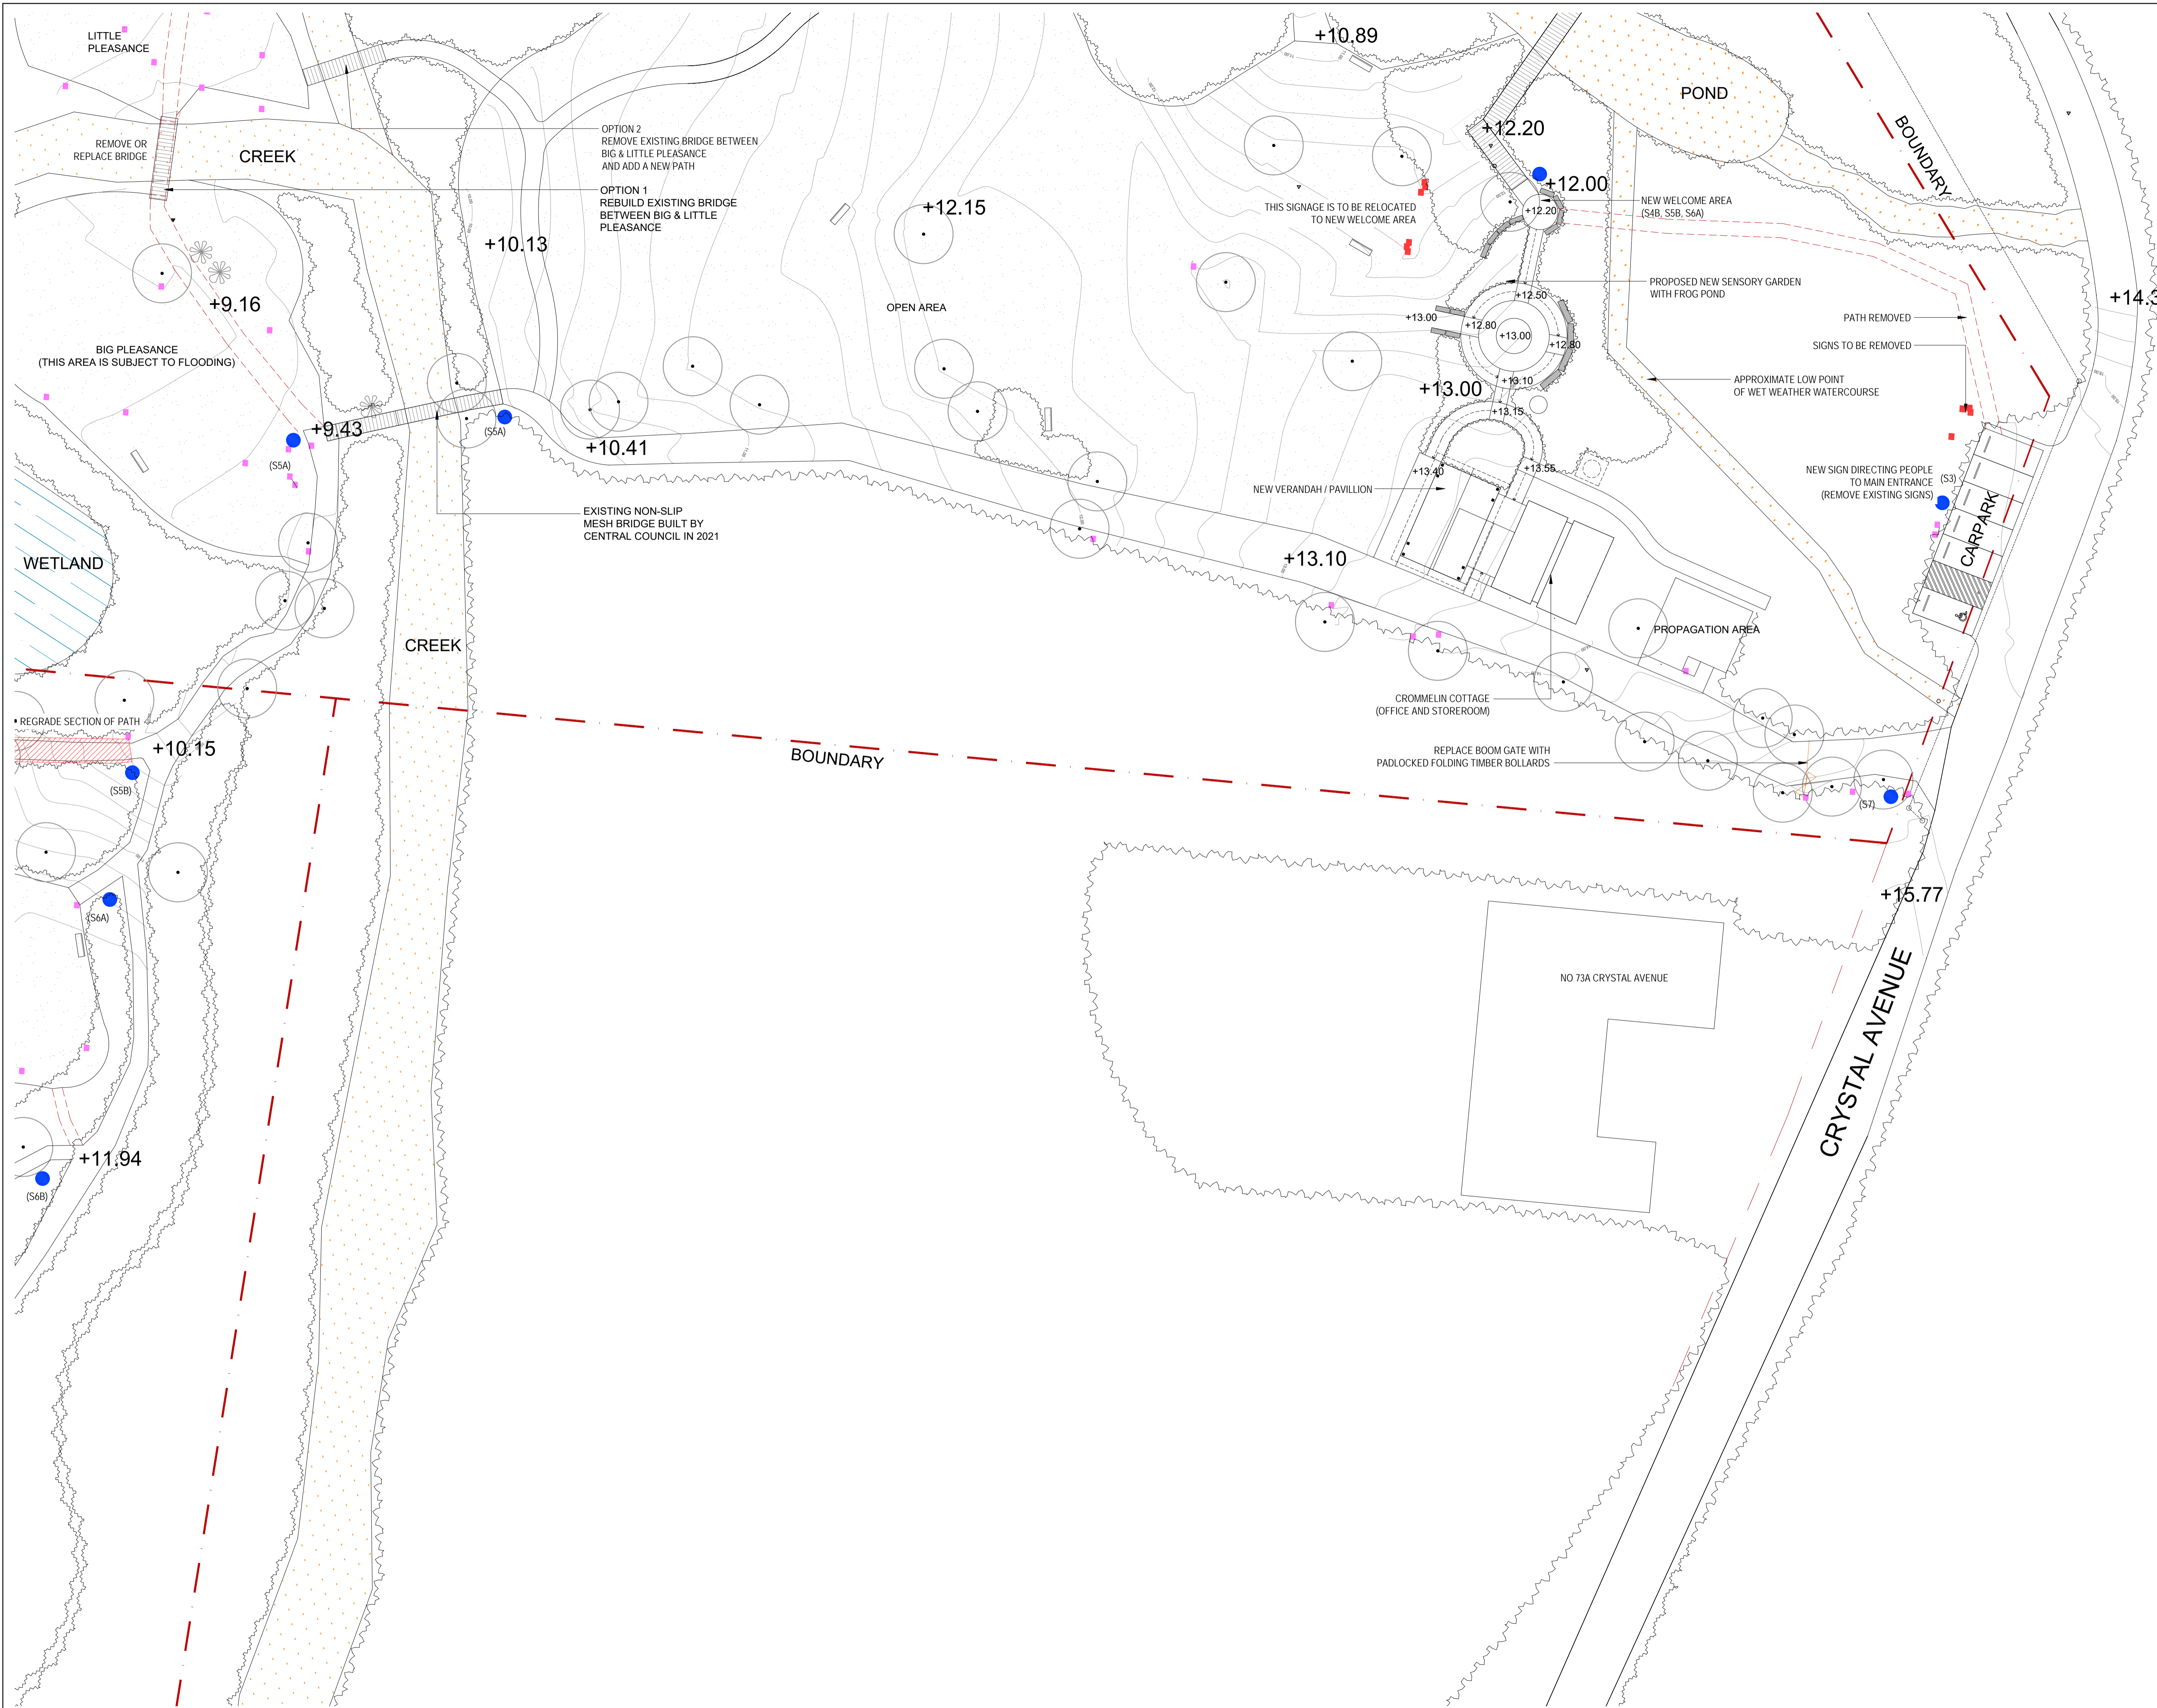 LITTLE
PLEASANCE
REMOVE OR
REPLACE BRIDGE
CREEK
OPTION 2
REMOVE EXISTING BRIDGE BETWEEN
BIG & LITTLE PLEASANCE
AND ADD A NEW PATH
OPTION 1
REBUILD EXISTING BRIDGE
BETWEEN BIG & LITTLE
PLEASANCE
+10.13
+9.16
BIG PLEASANCE
(THIS AREA IS SUBJECT TO FLOODING)
+9.43
(S5A)
(S5A)
+10.41
EXISTING NON-SLIP
MESH BRIDGE BUILT BY
CENTRAL COUNCIL IN 2021
WETLAND
CREEK
REGRADE SECTION OF PATH
+10.15
(S5B)
(S6A)
+11.94
(S6B)
+12.15
OPEN AREA
+10.89
+12.20
+12.00
+12.20
POND
BOUNDARY
THIS SIGNAGE IS TO BE RELOCATED
TO NEW WELCOME AREA
NEW WELCOME AREA
(S4B, S5B, S6A)
PROPOSED NEW SENSORY GARDEN
WITH FROG POND
+12.50
+13.00
+12.80
+13.00
+12.80
+13.10
+13.00
+13.15
+13.40
+13.55
PATH REMOVED
SIGNS TO BE REMOVED
+14.3
APPROXIMATE LOW POINT
OF WET WEATHER WATERCOURSE
NEW SIGN DIRECTING PEOPLE
TO MAIN ENTRANCE
(REMOVE EXISTING SIGNS)
(S3)
CARPARK
NEW VERANDAH / PAVILLION
+13.10
PROPAGATION AREA
CROMMELIN COTTAGE
(OFFICE AND STOREROOM)
REPLACE BOOM GATE WITH
PADLOCKED FOLDING TIMBER BOLLARDS
(S7)
BOUNDARY
+15.77
NO 73A CRYSTAL AVENUE
CRYSTAL AVENUE